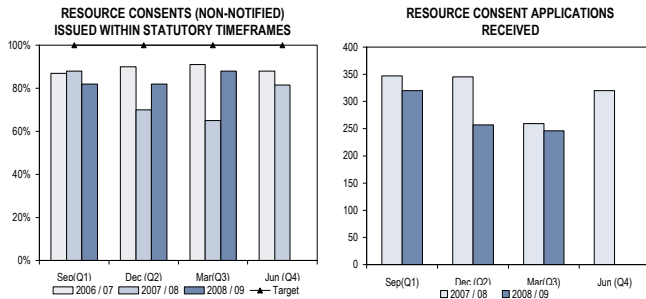 RESOURCE CONSENTS (NON-NOTIFIED)
ISSUED WITHIN STATUTORY TIMEFRAMES
100%
80%
60%
40%
20%
0%
Sep(Q1) Dec (Q2) Mar(Q3) Jun (Q4)
2006 / 07 2007 / 08 2008 / 09 Target
RESOURCE CONSENT APPLICATIONS
RECEIVED
400
350
300
250
200
150
100
50
0
Sep(Q1) Dec (Q2) Mar(Q3) Jun (Q4)
2007 / 08 2008 / 09